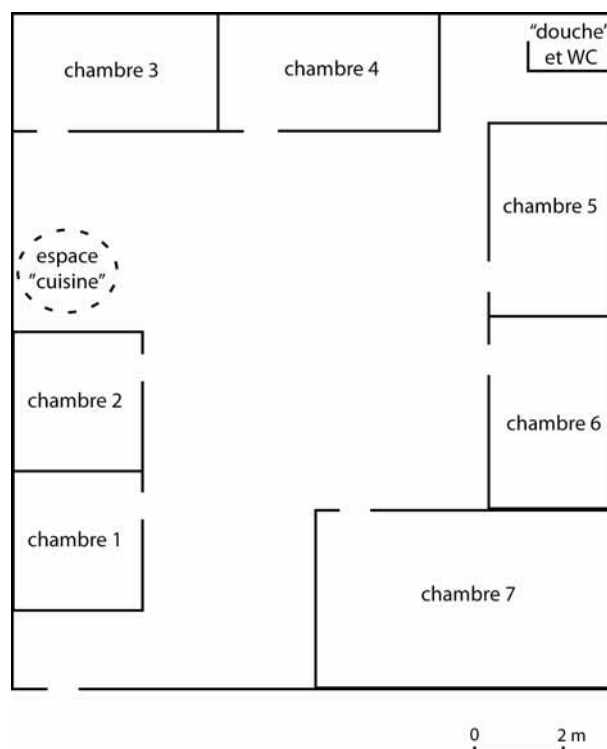 chambre 3
chambre 4
"douche"
et WC
chambre 5
espace
"cuisine"
chambre 2
chambre 6
chambre 1
chambre 7
0 2 m